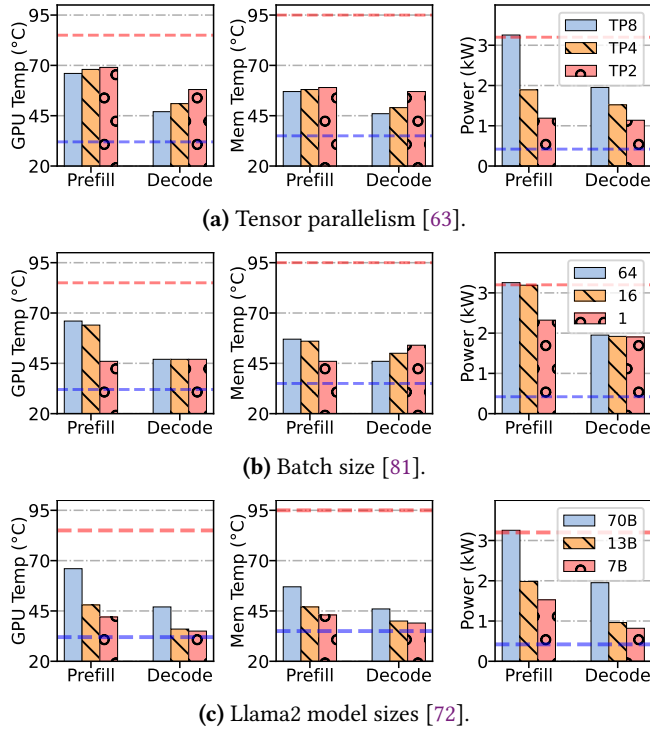 GPU Temp (°C)
95
70
45
20
Prefill Decode
Mem Temp (°C)
95
70
45
20
Prefill Decode
Power (kW)
3
2
1
0
Prefill Decode
TP8
TP4
TP2
(a) Tensor parallelism [63].
GPU Temp (°C)
95
70
45
20
Prefill Decode
Mem Temp (°C)
95
70
45
20
Prefill Decode
Power (kW)
3
2
1
0
Prefill Decode
64
16
1
(b) Batch size [81].
GPU Temp (°C)
95
70
45
20
Prefill Decode
Mem Temp (°C)
95
70
45
20
Prefill Decode
Power (kW)
3
2
1
0
Prefill Decode
70B
13B
7B
(c) Llama2 model sizes [72].